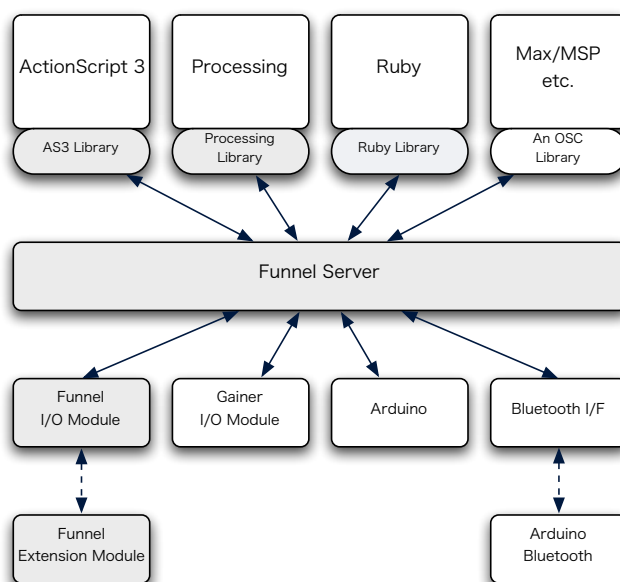 ActionScript 3
Processing
Ruby
Max/MSP
etc.
AS3 Library
Processing
Library
Ruby Library
An OSC
Library
Funnel Server
Funnel
I/O Module
Gainer
I/O Module
Arduino
Bluetooth I/F
Funnel
Extension Module
Arduino
Bluetooth